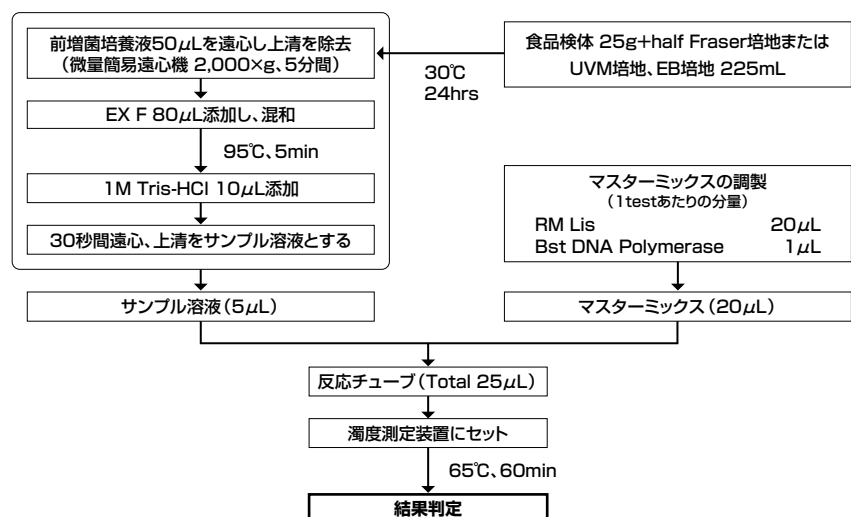 前増菌培養液50μLを遠心し上清を除去
(微量簡易遠心機 2,000×g、5分間)
食品検体 25g+half Fraser培地または
UVM培地、EB培地 225mL
30℃
24hrs
EX F 80μL添加し、混和
95℃、5min
1M Tris-HCl 10μL添加
30秒間遠心、上清をサンプル溶液とする
マスターミックスの調製
(1testあたりの分量)
RM Lis 20μL
Bst DNA Polymerase 1μL
サンプル溶液(5μL)
マスターミックス(20μL)
反応チューブ(Total 25μL)
濁度測定装置にセット
65℃、60min
結果判定